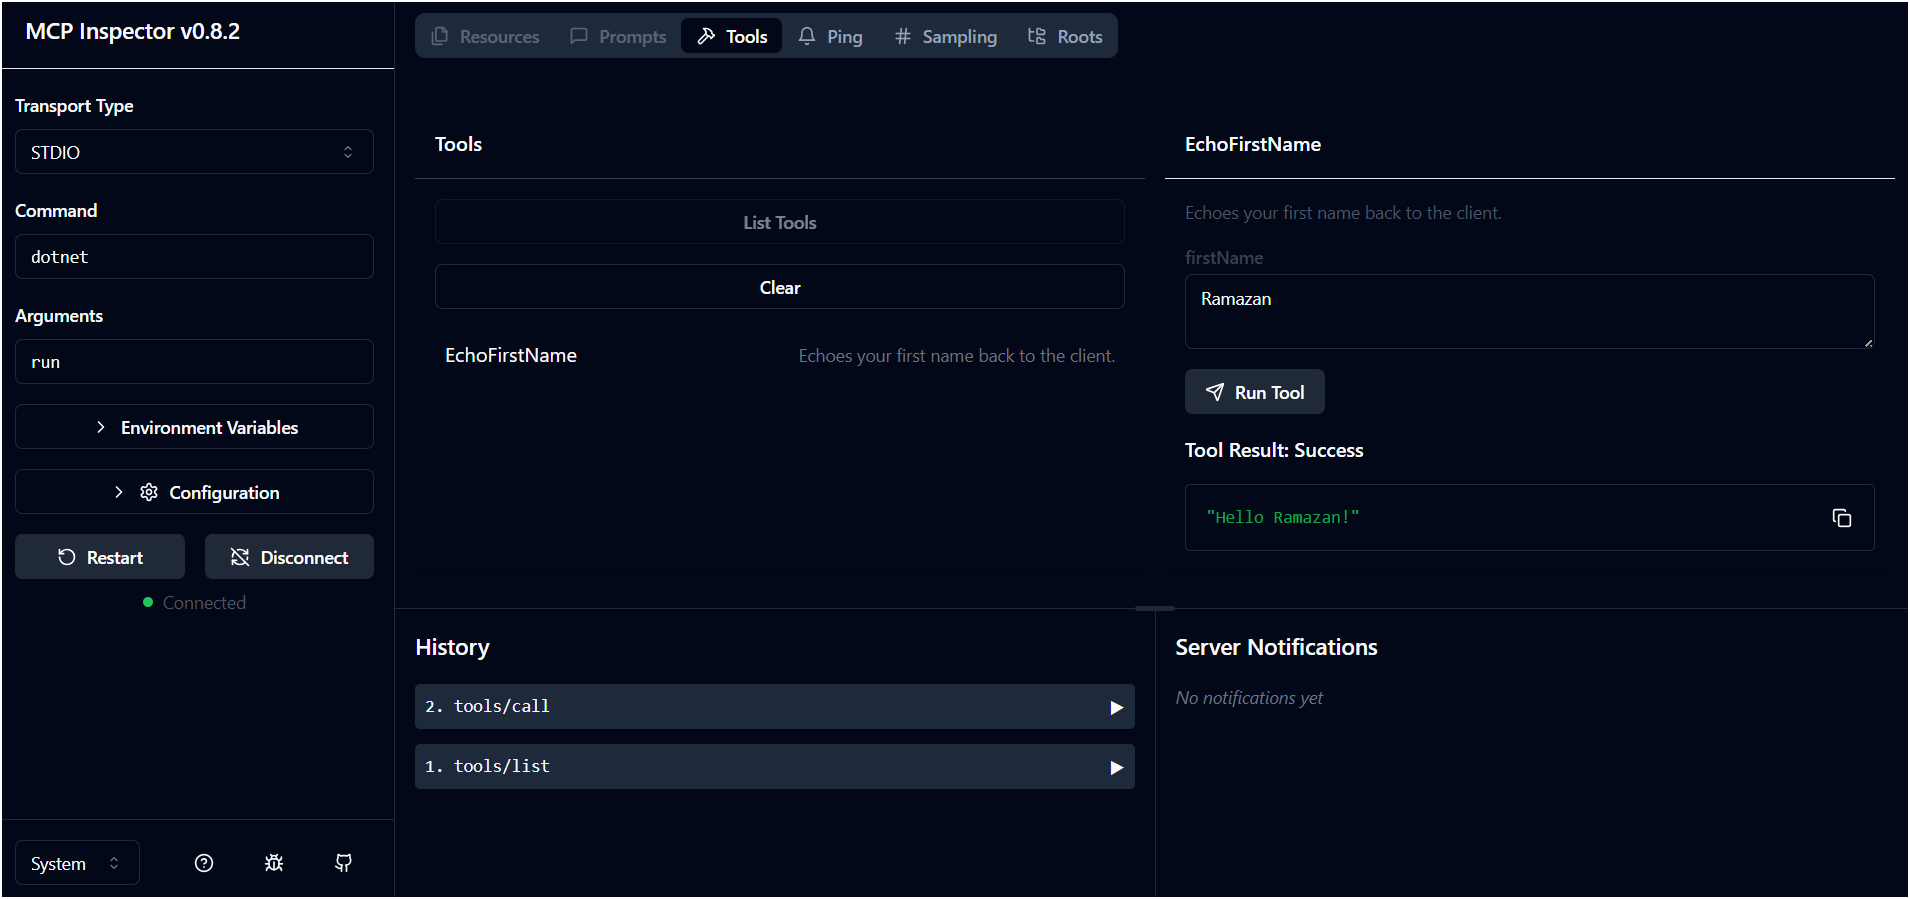 MCP Inspector v0.8.2
Transport Type
STDIO
Command
dotnet
Arguments
run
Environment Variables
Configuration
Restart Disconnect
Connected
System
Resources Prompts Tools Ping Sampling Roots
Tools
List Tools
Clear
EchoFirstName Echoes your first name back to the client.
EchoFirstName
Echoes your first name back to the client.
firstName
Ramazan
Run Tool
Tool Result: Success
"Hello Ramazan!"
History
2. tools/call
1. tools/list
Server Notifications
No notifications yet